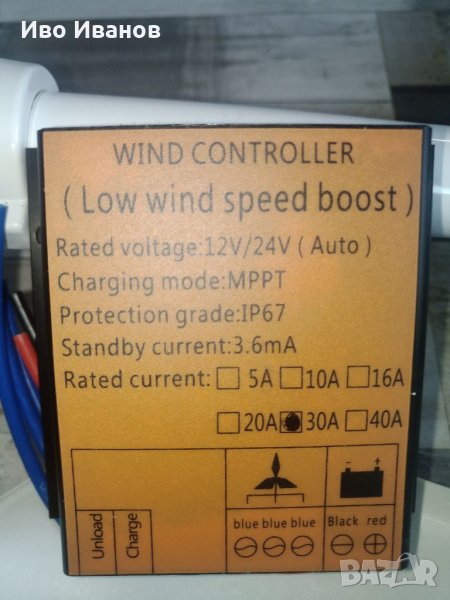 Иво Иванов
WIND CONTROLLER
( Low wind speed boost )
Rated voltage:12V/24V ( Auto )
Charging mode:MPPT
Protection grade:IP67
Standby current:3.6mA
Rated current: 5A 10A 16A
20A 30A 40A
Unload
Charge
blue blue blue
Black red
bazar